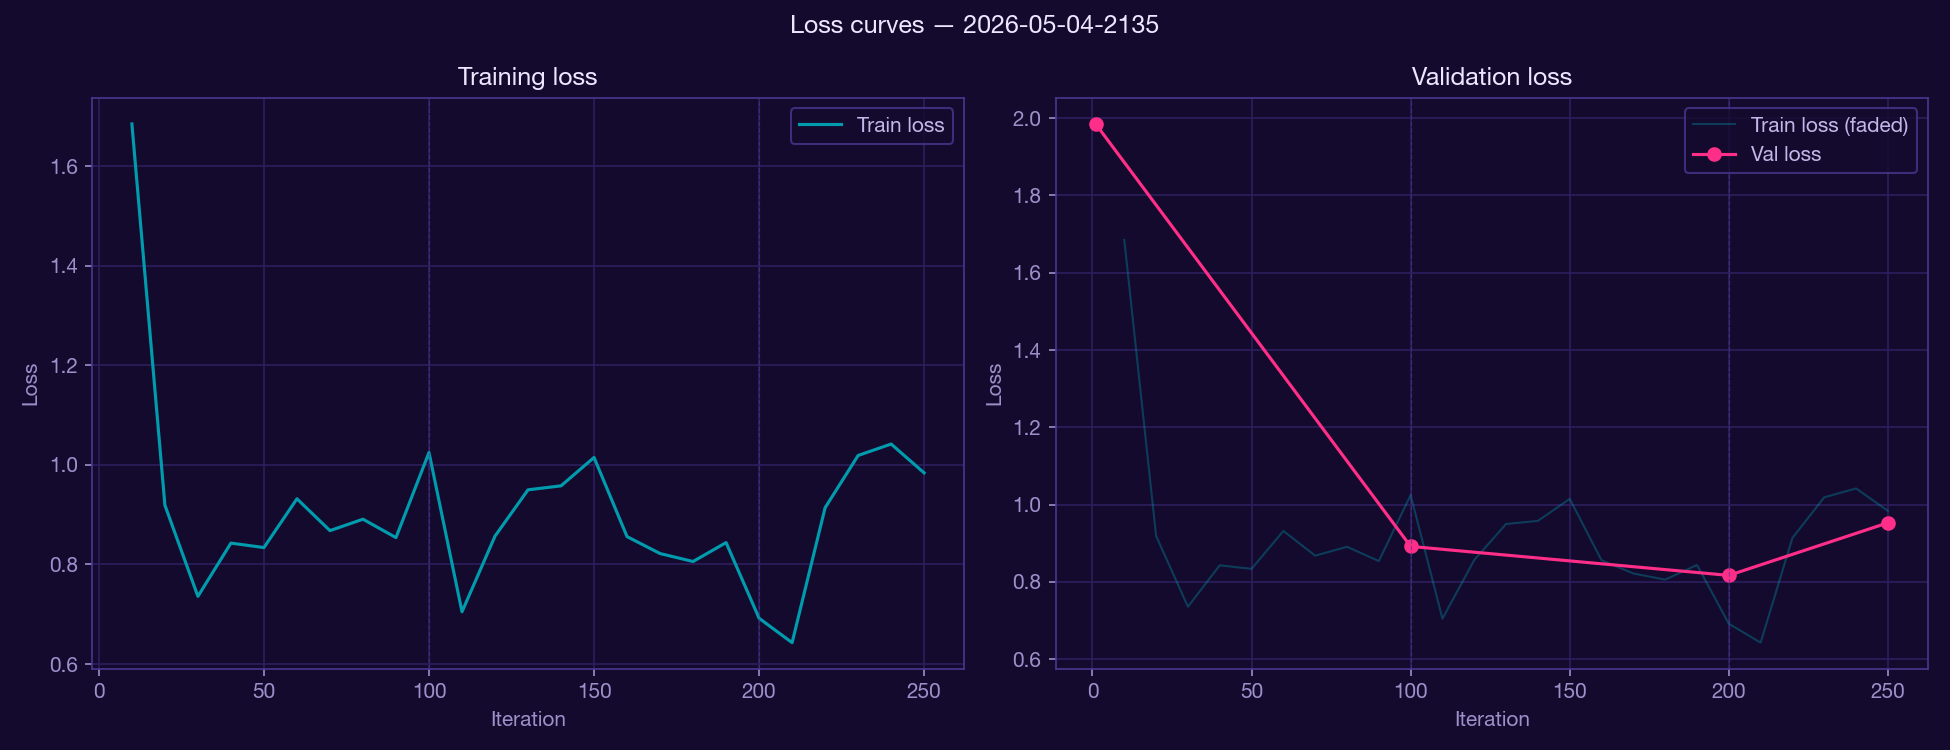 Loss curves — 2026-05-04-2135
Training loss
Train loss
1.6
1.4
1.2
1.0
0.8
0.6
Loss
0 50 100 150 200 250
Iteration
Validation loss
Train loss (faded)
Val loss
2.0
1.8
1.6
1.4
1.2
1.0
0.8
0.6
Loss
0 50 100 150 200 250
Iteration